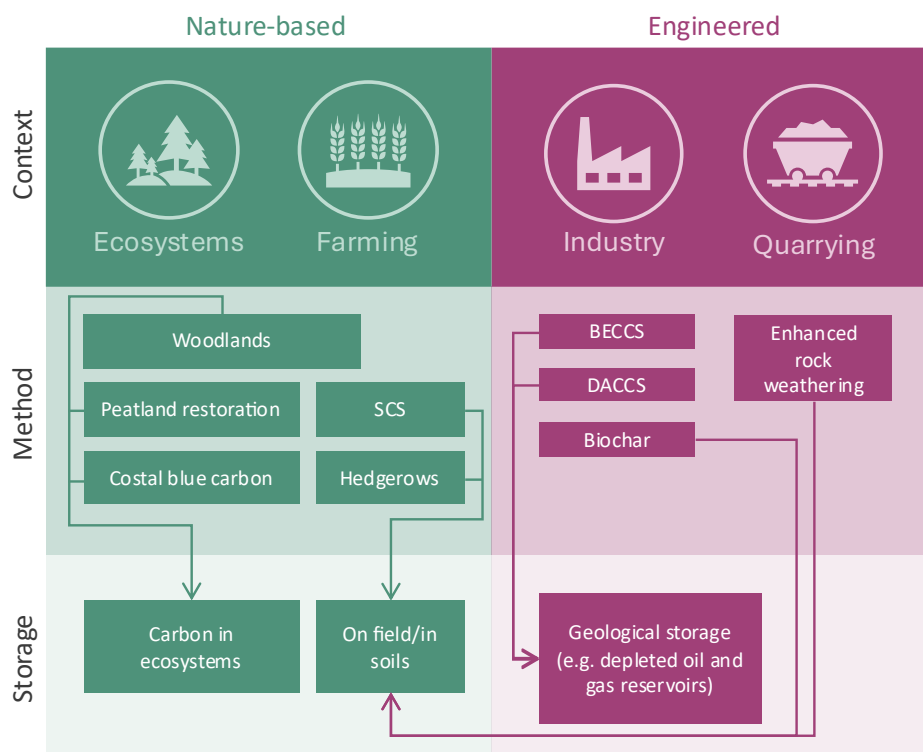 Nature-based
Engineered
Context
Ecosystems
Farming
Industry
Quarrying
Method
Woodlands
BECCS
Enhanced
rock
weathering
Peatland restoration
SCS
DACCS
Costal blue carbon
Hedgerows
Biochar
Storage
Carbon in
ecosystems
On field/in
soils
Geological storage
(e.g. depleted oil and
gas reservoirs)